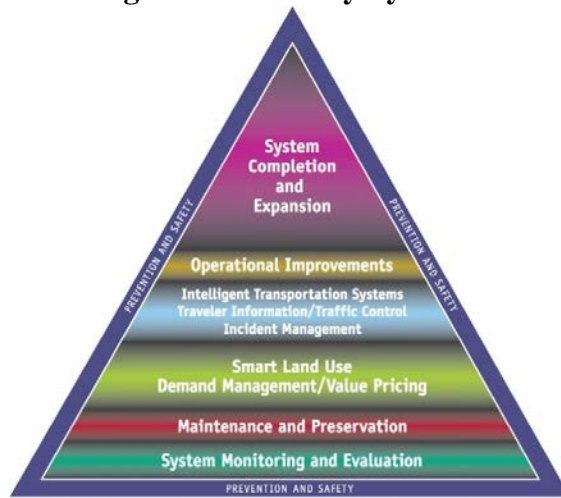 System
Completion
and
Expansion
Operational Improvements
Intelligent Transportation Systems
Traveler Information/Traffic Control
Incident Management
Smart Land Use
Demand Management/Value Pricing
Maintenance and Preservation
System Monitoring and Evaluation
PREVENTION AND SAFETY
PREVENTION AND SAFETY
PREVENTION AND SAFETY